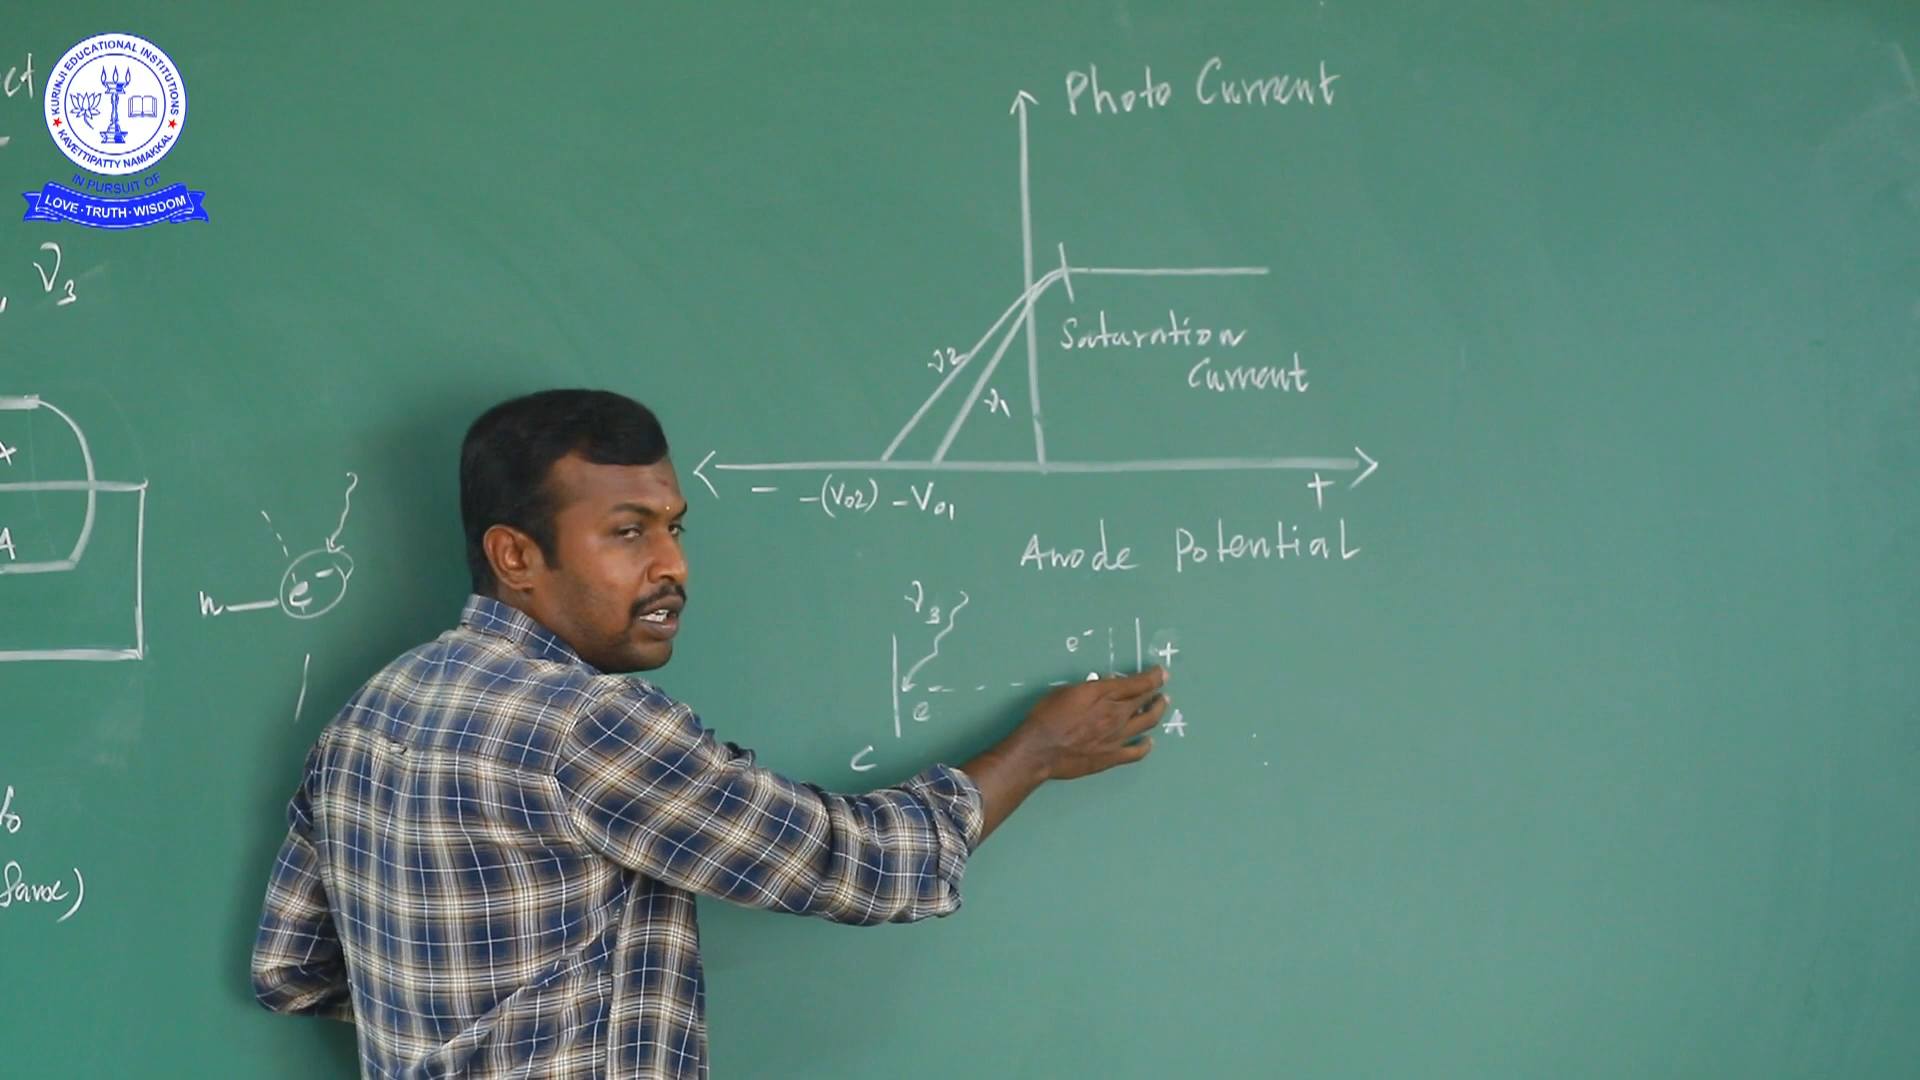 KURINJI EDUCATIONAL INSTITUTIONS
KAVETTIPATTY NAMAKKAL
IN PURSUIT OF
LOVE · TRUTH · WISDOM
ν3
A
n
e-
Photo Current
ν2
ν1
Saturation
Current
-
-(V02)
-V01
+
Anode Potential
ν3
e-
+
e
C
A